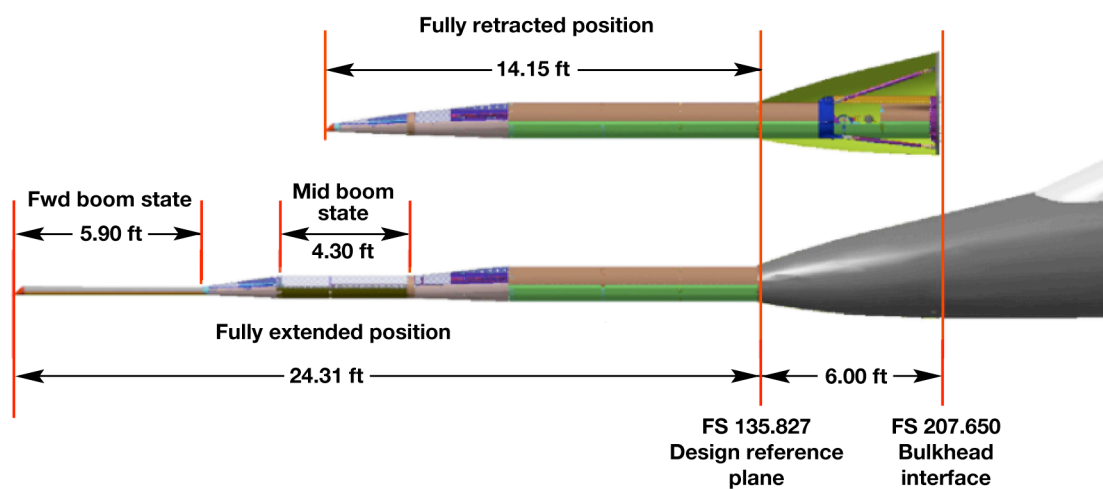 Fully retracted position
14.15 ft
Fwd boom state
5.90 ft
Mid boom
state
4.30 ft
Fully extended position
24.31 ft
6.00 ft
FS 135.827
Design reference
plane
FS 207.650
Bulkhead
interface